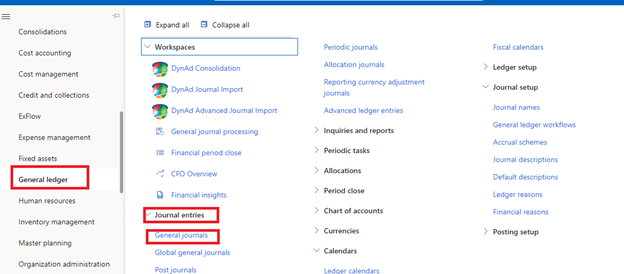 Expand all
Collapse all
Consolidations
Cost accounting
Cost management
Credit and collections
ExFlow
Expense management
Fixed assets
General ledger
Human resources
Inventory management
Master planning
Organization administration
Workspaces
DynAd Consolidation
DynAd Journal Import
DynAd Advanced Journal Import
General journal processing
Financial period close
CFO Overview
Financial insights
Journal entries
General journals
Global general journals
Post journals
Periodic journals
Allocation journals
Reporting currency adjustment
journals
Advanced ledger entries
Inquiries and reports
Periodic tasks
Allocations
Period close
Chart of accounts
Currencies
Calendars
Ledger calendars
Fiscal calendars
Ledger setup
Journal setup
Journal names
General ledger workflows
Accrual schemes
Journal descriptions
Default descriptions
Ledger reasons
Financial reasons
Posting setup